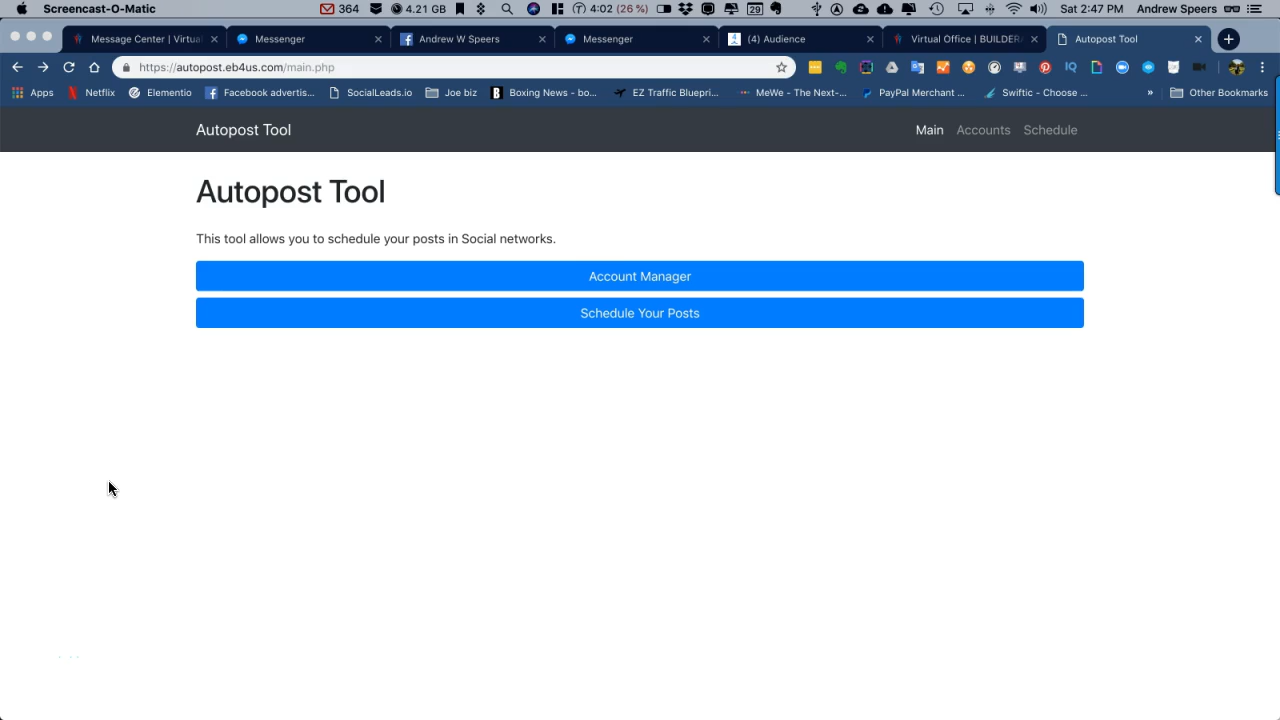 Screencast-O-Matic 364 4.21 GB 4:02 (26 %) 29 Sat 2:47 PM Andrew Speers
Message Center | Virtua Messenger Andrew W Speers Messenger (4) Audience Virtual Office | BUILDER Autopost Tool
https://autopost.eb4us.com/main.php
Apps Netflix Elementio Facebook advertis... SocialLeads.io Joe biz Boxing News - bo... EZ Traffic Bluepri... MeWe - The Next-... PayPal Merchant ... Swiftic - Choose ... » Other Bookmarks
Autopost Tool Main Accounts Schedule
Autopost Tool
This tool allows you to schedule your posts in Social networks.
Account Manager
Schedule Your Posts